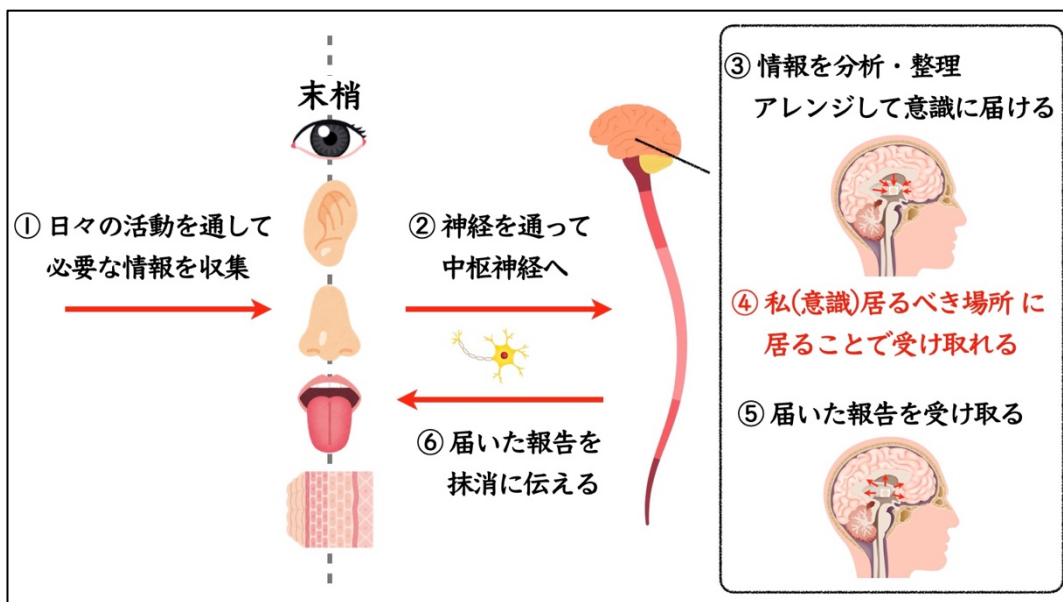 末梢
① 日々の活動を通して
必要な情報を収集
② 神経を通って
中枢神経へ
⑥ 届いた報告を
抹消に伝える
③ 情報を分析・整理
アレンジして意識に届ける
④ 私(意識)居るべき場所 に
居ることで受け取れる
⑤ 届いた報告を受け取る